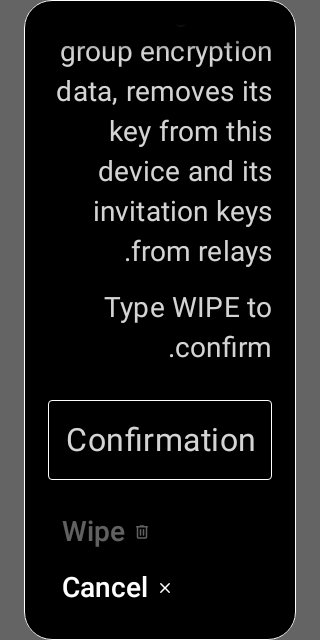 group encryption
data, removes its
key from this
device and its
invitation keys
.from relays
Type WIPE to
.confirm
Confirmation
Wipe
Cancel ×